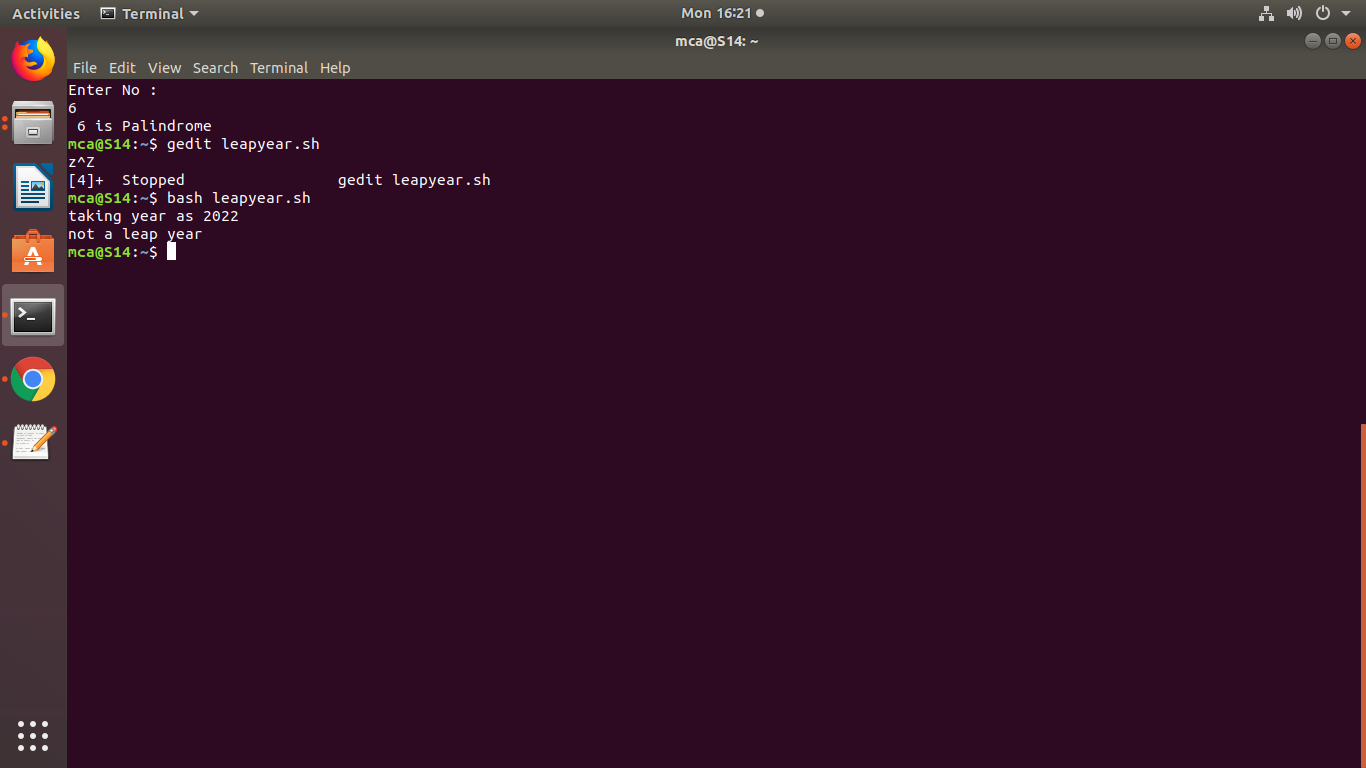 Activities Terminal Mon 16:21
mca@S14: ~
File Edit View Search Terminal Help
Enter No :
6
 6 is Palindrome
mca@S14:~$ gedit leapyear.sh
z^Z
[4]+  Stopped                 gedit leapyear.sh
mca@S14:~$ bash leapyear.sh
taking year as 2022
not a leap year
mca@S14:~$